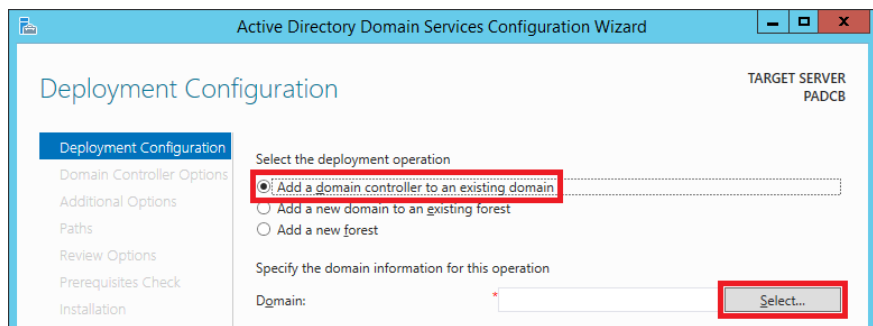 Active Directory Domain Services Configuration Wizard
Deployment Configuration
TARGET SERVER
PADCB
Deployment Configuration
Domain Controller Options
Additional Options
Paths
Review Options
Prerequisites Check
Installation
Select the deployment operation
Add a domain controller to an existing domain
Add a new domain to an existing forest
Add a new forest
Specify the domain information for this operation
Domain: *
Select...